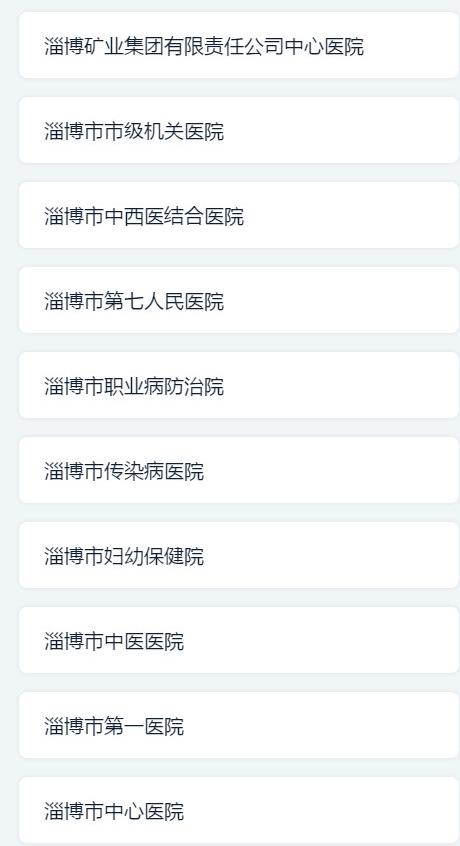 淄博矿业集团有限责任公司中心医院
淄博市市级机关医院
淄博市中西医结合医院
淄博市第七人民医院
淄博市职业病防治院
淄博市传染病医院
淄博市妇幼保健院
淄博市中医医院
淄博市第一医院
淄博市中心医院